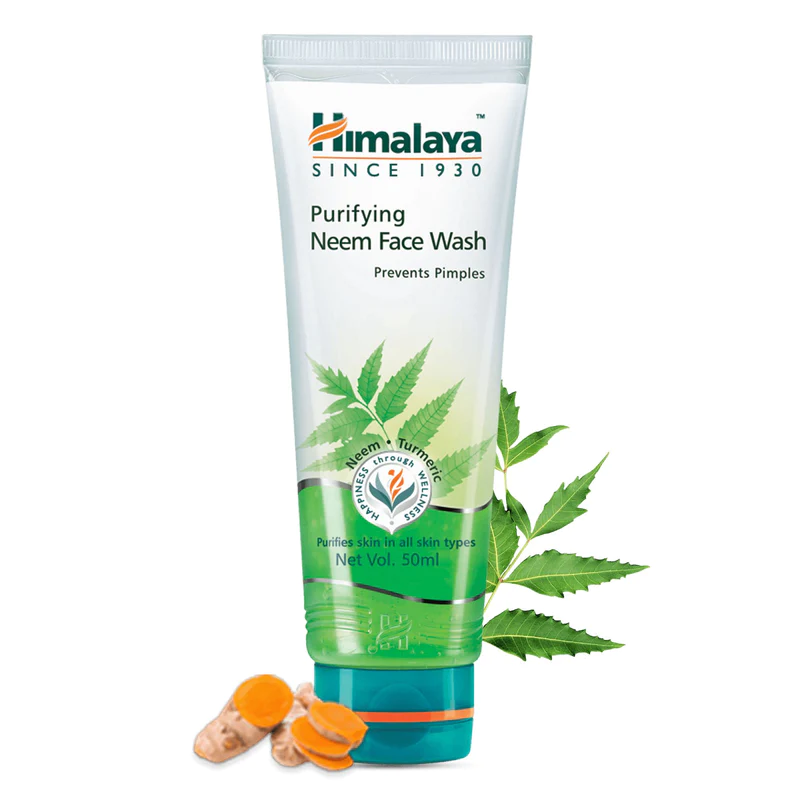 Himalaya™
SINCE 1930
Purifying
Neem Face Wash
Prevents Pimples
Neem • Turmeric
HAPPINESS through WELLNESS
Purifies skin in all skin types
Net Vol. 50ml
H